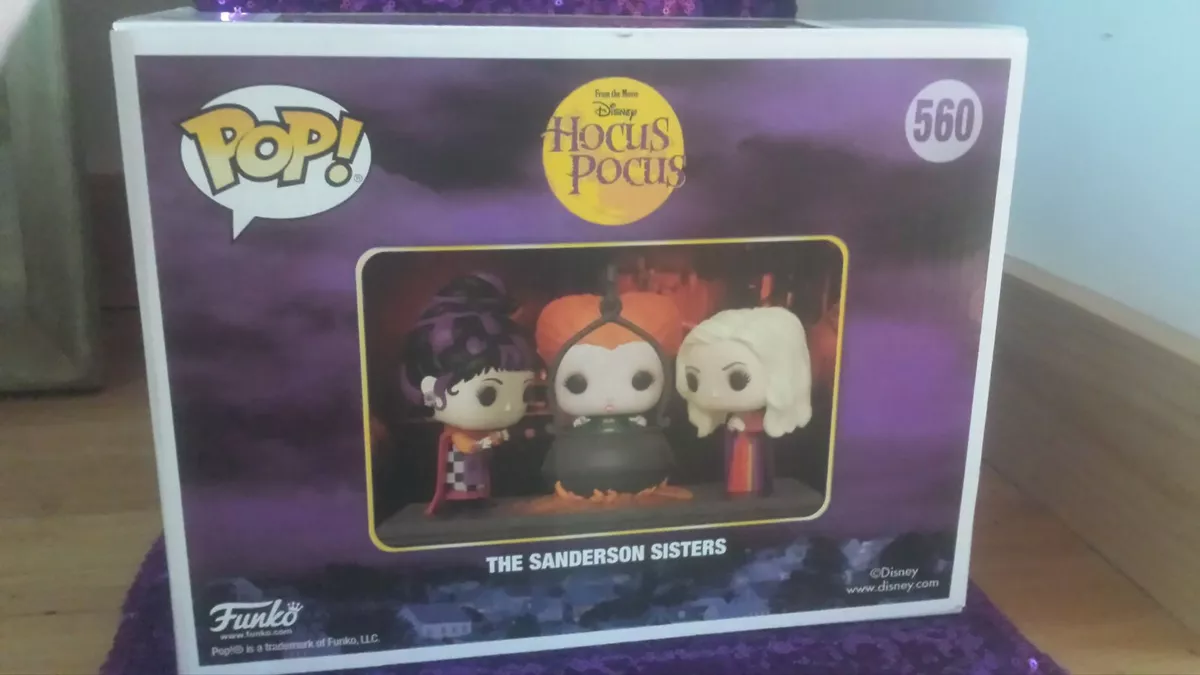 POP!®
From the Movie
Disney
HOCUS
POCUS
560
THE SANDERSON SISTERS
©Disney
www.disney.com
Funko
www.funko.com
Pop!® is a trademark of Funko, LLC.